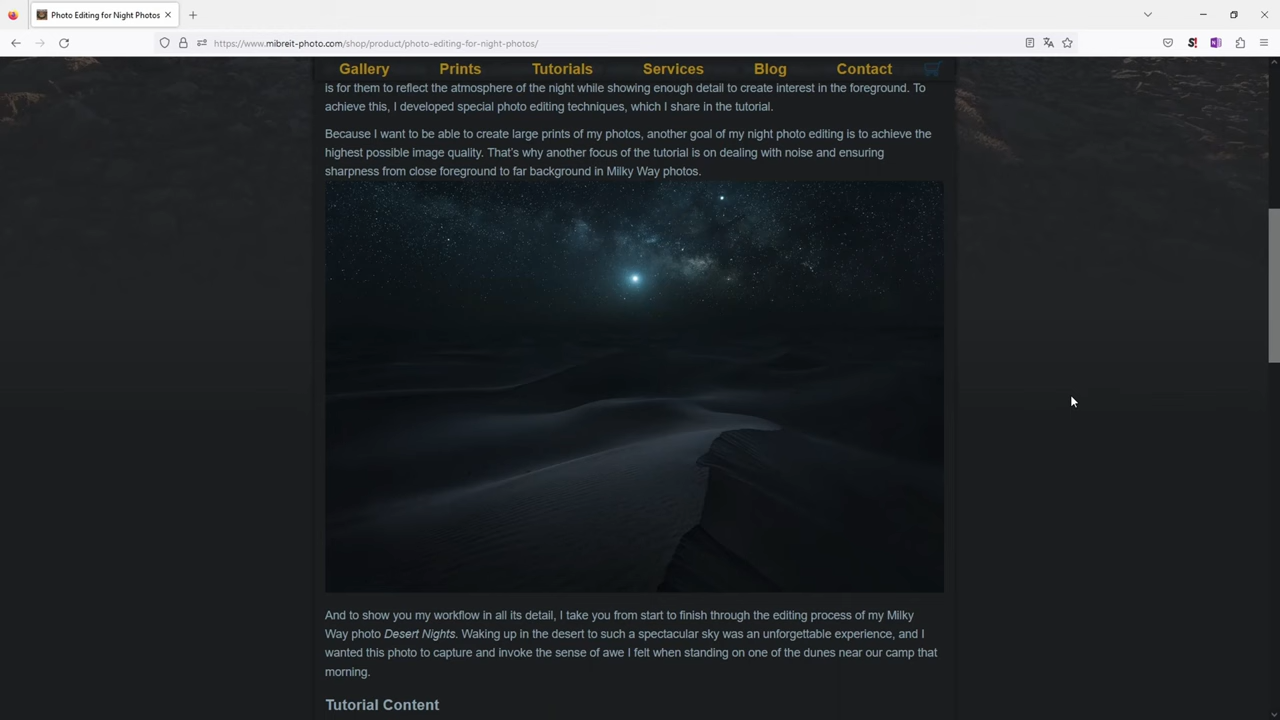 Photo Editing for Night Photos
https://www.mibreit-photo.com/shop/product/photo-editing-for-night-photos/
Gallery Prints Tutorials Services Blog Contact
is for them to reflect the atmosphere of the night while showing enough detail to create interest in the foreground. To
achieve this, I developed special photo editing techniques, which I share in the tutorial.
Because I want to be able to create large prints of my photos, another goal of my night photo editing is to achieve the
highest possible image quality. That's why another focus of the tutorial is on dealing with noise and ensuring
sharpness from close foreground to far background in Milky Way photos.
And to show you my workflow in all its detail, I take you from start to finish through the editing process of my Milky
Way photo Desert Nights. Waking up in the desert to such a spectacular sky was an unforgettable experience, and I
wanted this photo to capture and invoke the sense of awe I felt when standing on one of the dunes near our camp that
morning.
Tutorial Content